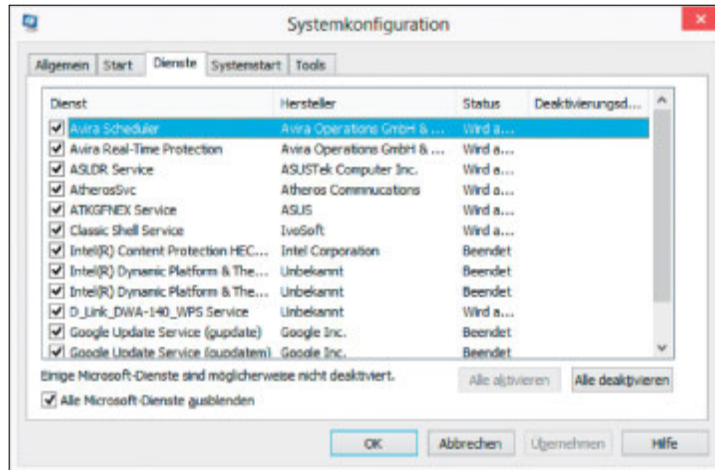 Systemkonfiguration
Allgemein Start Dienste Systemstart Tools
Dienst Hersteller Status Deaktivierungsd...
Avira Scheduler Avira Operations GmbH & ... Wird a...
Avira Real-Time Protection Avira Operations GmbH & ... Wird a...
ASLDR Service ASUSTek Computer Inc. Wird a...
AtherosSvc Atheros Commnucations Wird a...
ATKGFNEX Service ASUS Wird a...
Classic Shell Service IvoSoft Wird a...
Intel(R) Content Protection HEC... Intel Corporation Beendet
Intel(R) Dynamic Platform & The... Unbekannt Beendet
Intel(R) Dynamic Platform & The... Unbekannt Beendet
D_Link_DWA-140_WPS Service Unbekannt Wird a...
Google Update Service (gupdate) Google Inc. Beendet
Google Update Service (gupdatem) Google Inc. Beendet
Einige Microsoft-Dienste sind möglicherweise nicht deaktiviert.
Alle aktivieren Alle deaktivieren
Alle Microsoft-Dienste ausblenden
OK Abbrechen Übernehmen Hilfe